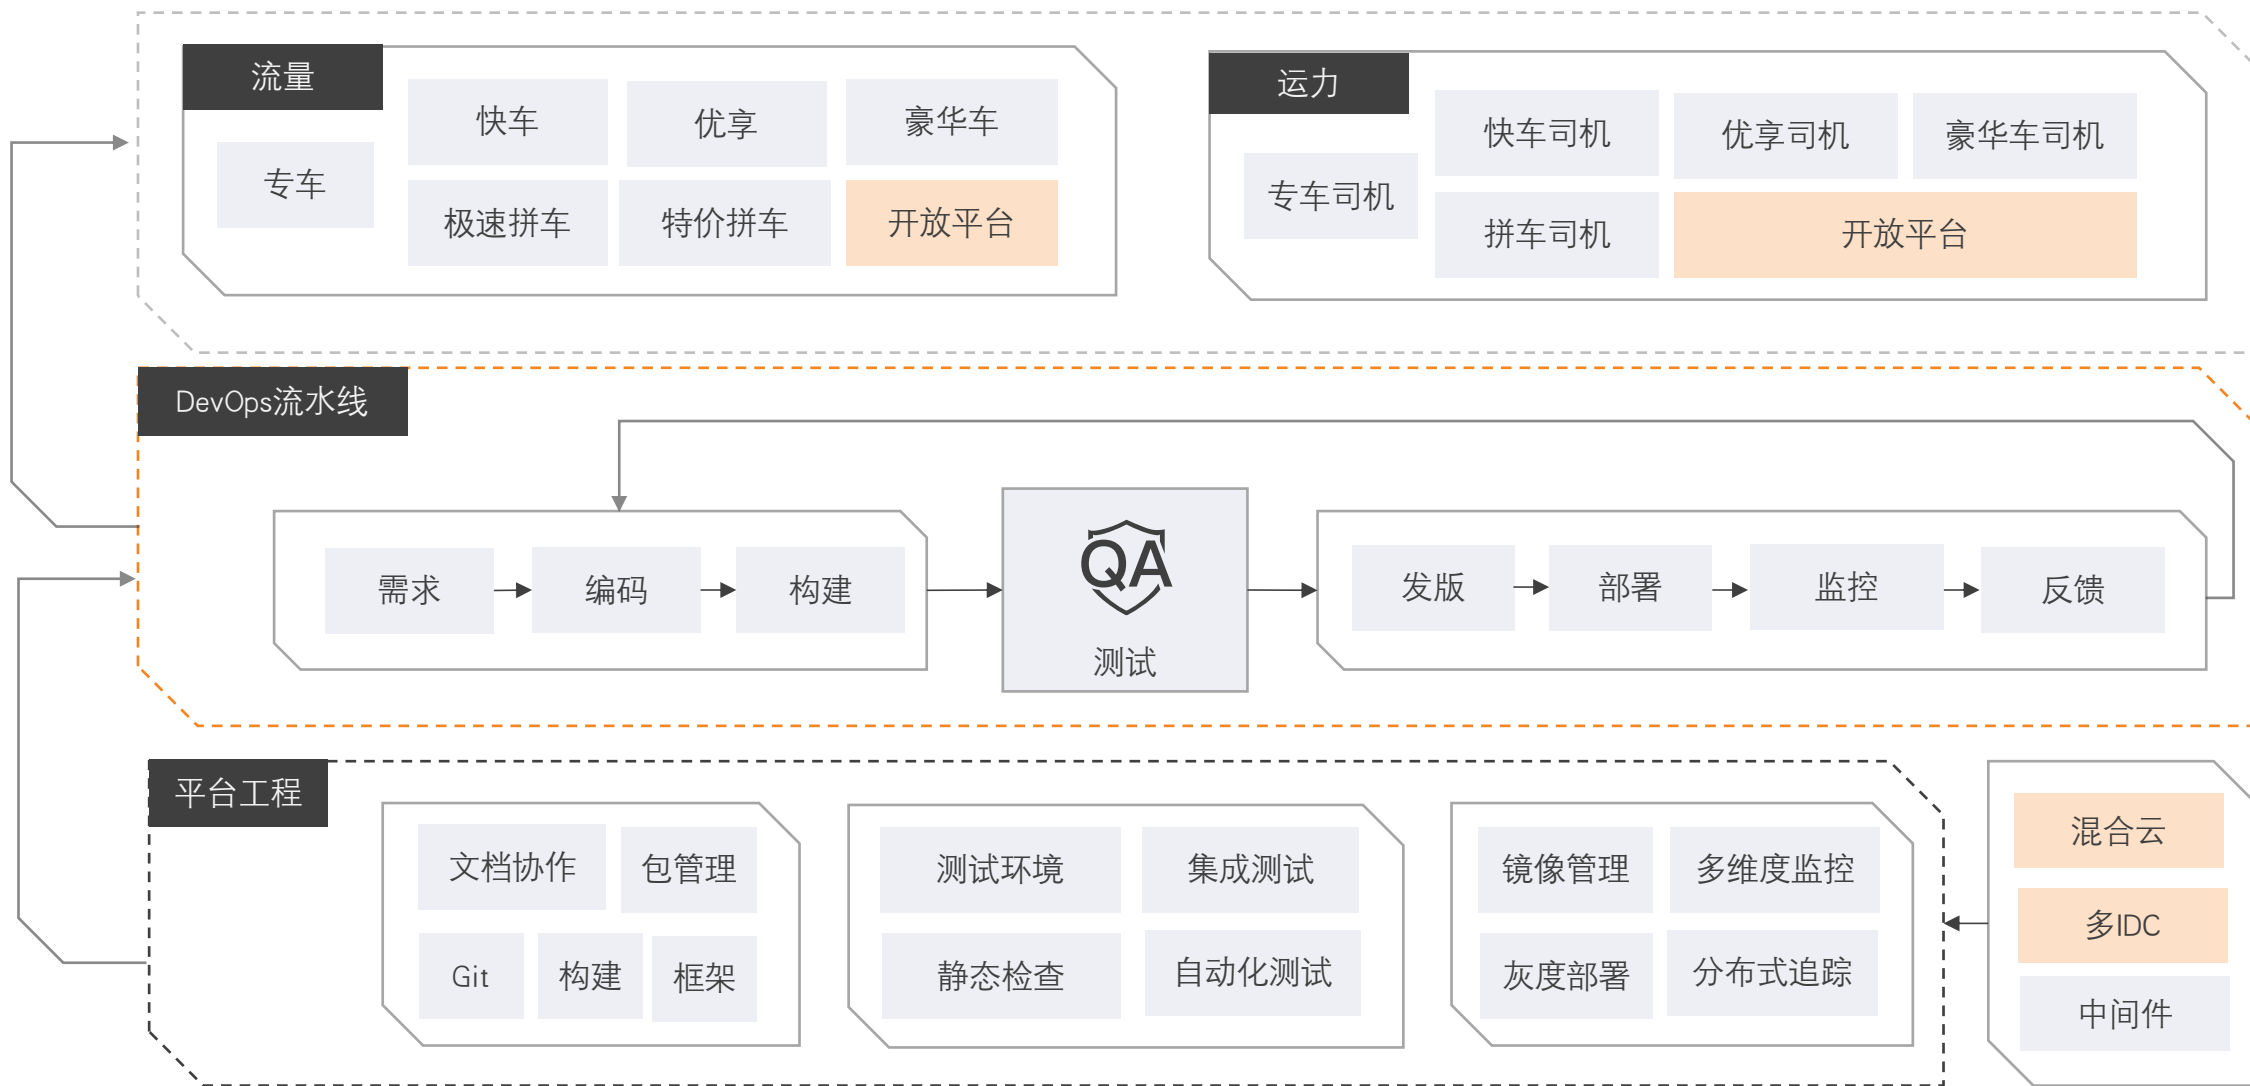 流量
专车
快车
优享
豪华车
极速拼车
特价拼车
开放平台
运力
专车司机
快车司机
优享司机
豪华车司机
拼车司机
开放平台
DevOps流水线
需求
编码
构建
QA
测试
发版
部署
监控
反馈
平台工程
文档协作
包管理
Git
构建
框架
测试环境
集成测试
静态检查
自动化测试
镜像管理
多维度监控
灰度部署
分布式追踪
混合云
多IDC
中间件